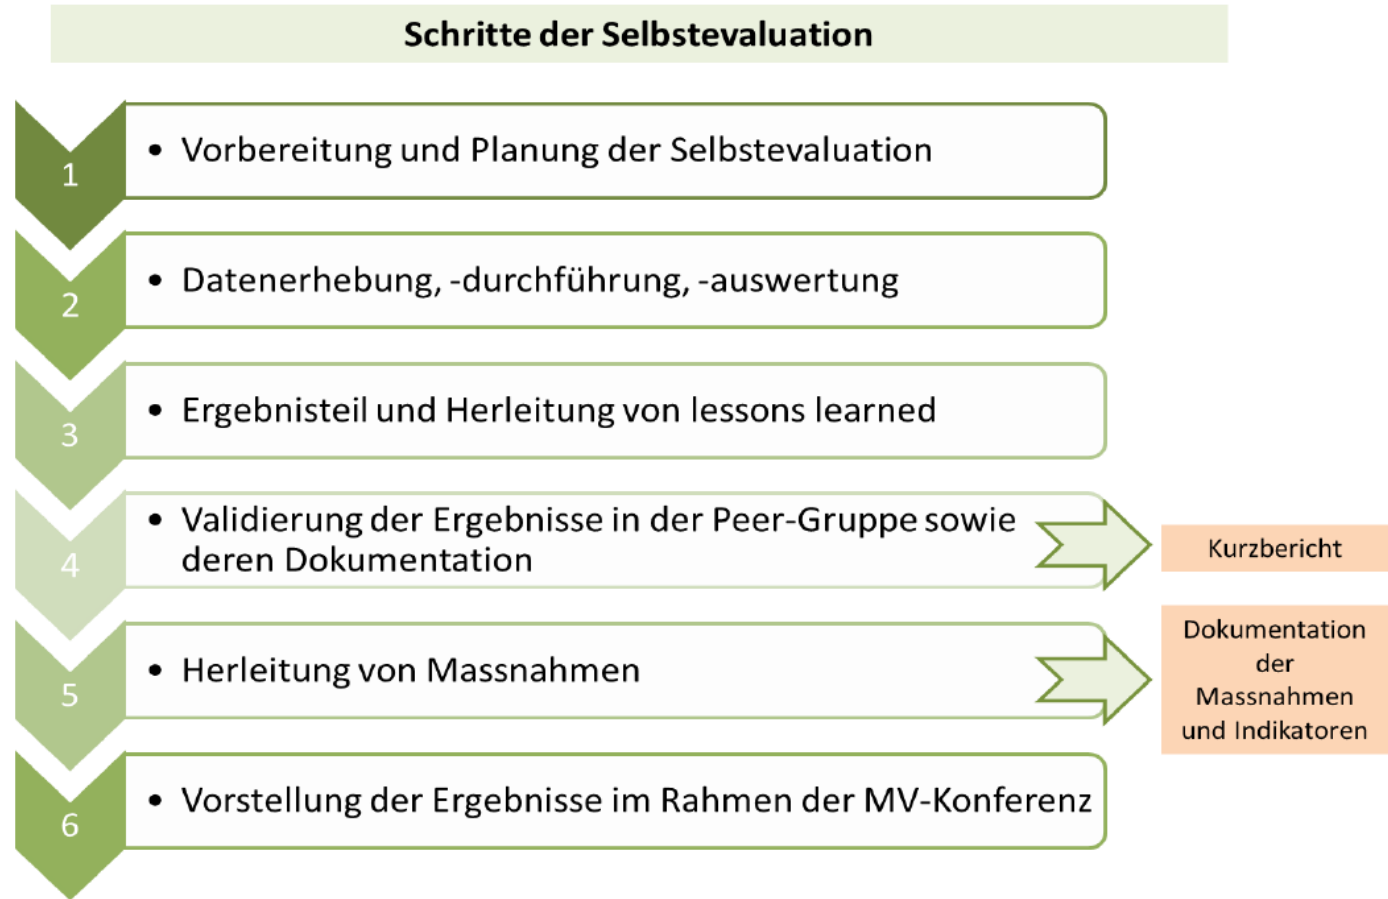 Schritte der Selbstevaluation
1
• Vorbereitung und Planung der Selbstevaluation
2
• Datenerhebung, -durchführung, -auswertung
3
• Ergebnisteil und Herleitung von lessons learned
4
• Validierung der Ergebnisse in der Peer-Gruppe sowie
deren Dokumentation
Kurzbericht
5
• Herleitung von Massnahmen
Dokumentation
der
Massnahmen
und Indikatoren
6
• Vorstellung der Ergebnisse im Rahmen der MV-Konferenz